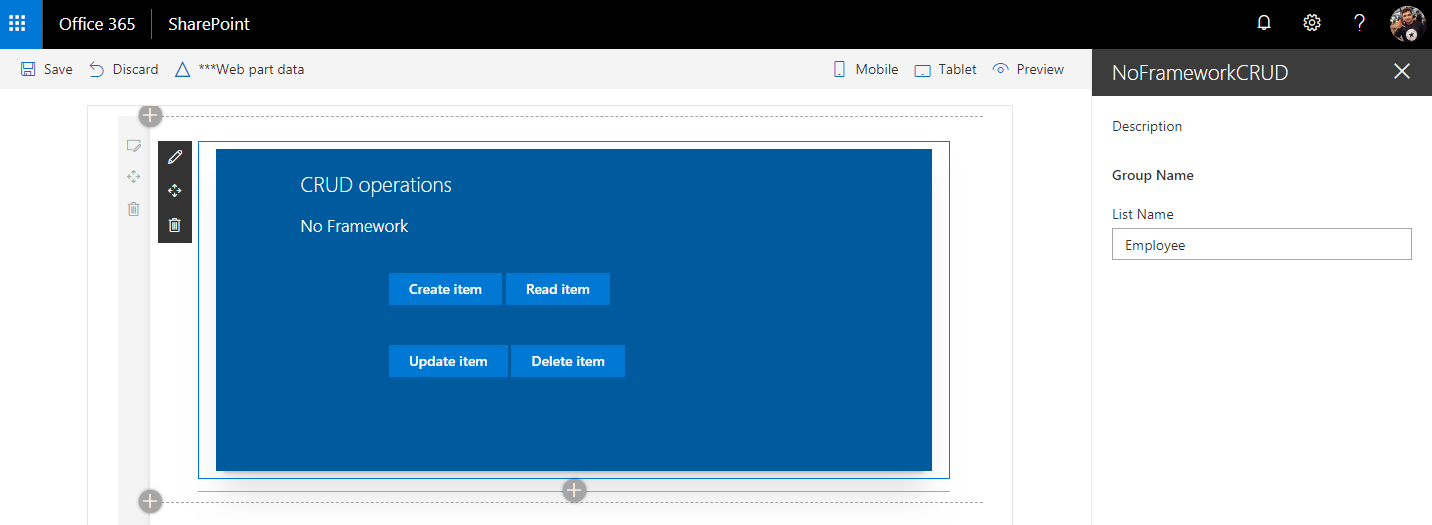 Office 365 SharePoint ?
Save Discard ***Web part data Mobile Tablet Preview
NoFrameworkCRUD
Description
Group Name
List Name
Employee
CRUD operations
No Framework
Create item Read item
Update item Delete item